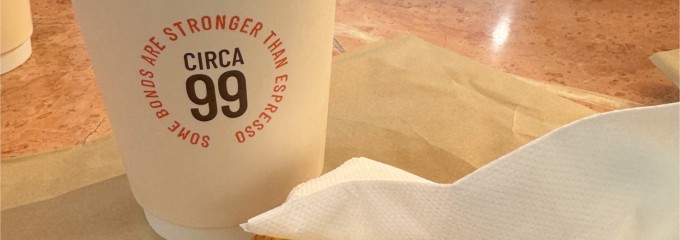 SOME BONDS ARE STRONGER THAN ESPRESSO
CIRCA
99